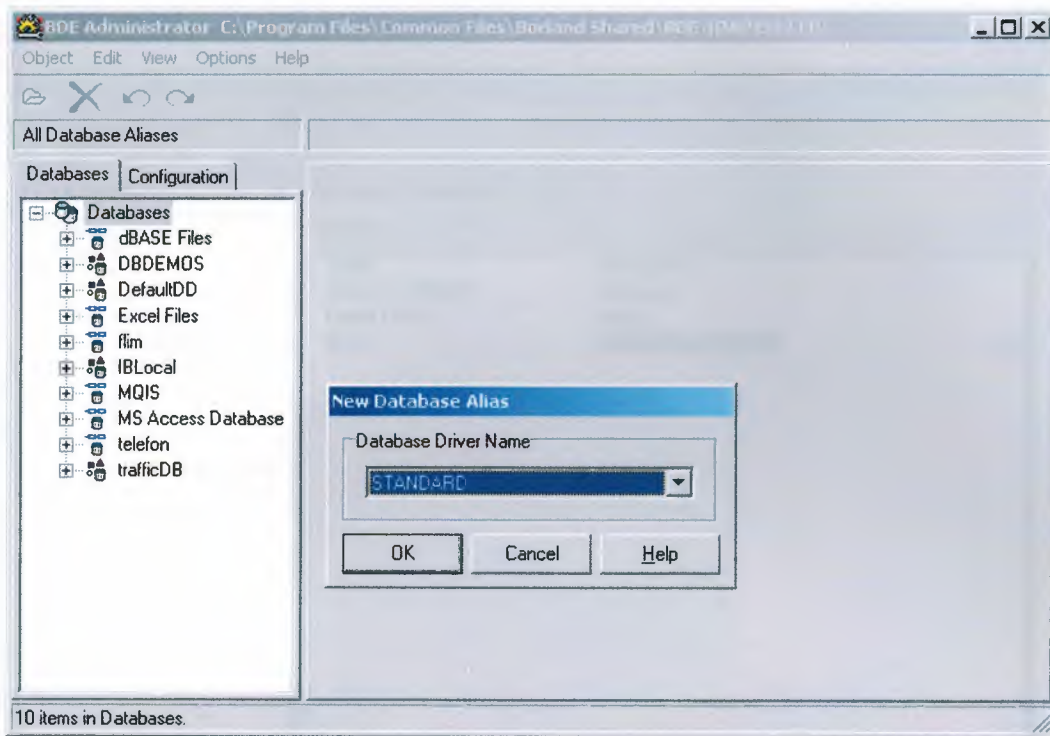 BDE Administrator C:\Program Files\Common Files\Borland Shared\BDE
Object Edit View Options Help
All Database Aliases
Databases Configuration
Databases
dBASE Files
DBDEMOS
DefaultDD
Excel Files
flim
IBLocal
MQIS
MS Access Database
telefon
trafficDB
New Database Alias
Database Driver Name
STANDARD
OK Cancel Help
10 items in Databases.